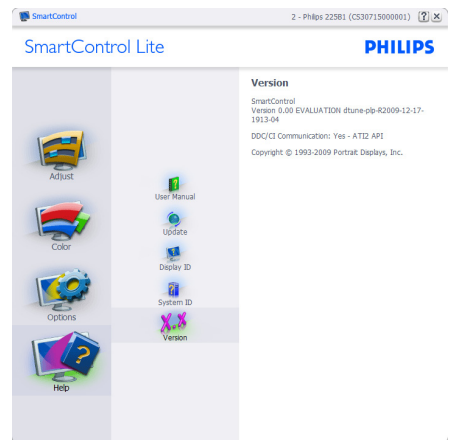 SmartControl
2 - Philips 225B1 (CS30715000001)
SmartControl Lite
PHILIPS
Version
SmartControl
Version 0.00 EVALUATION dtune-plp-R2009-12-17-
1913-04
DDC/CI Communication: Yes - ATI2 API
Copyright © 1993-2009 Portrait Displays, Inc.
Adjust
Color
Options
Help
User Manual
Update
Display ID
System ID
X.X
Version